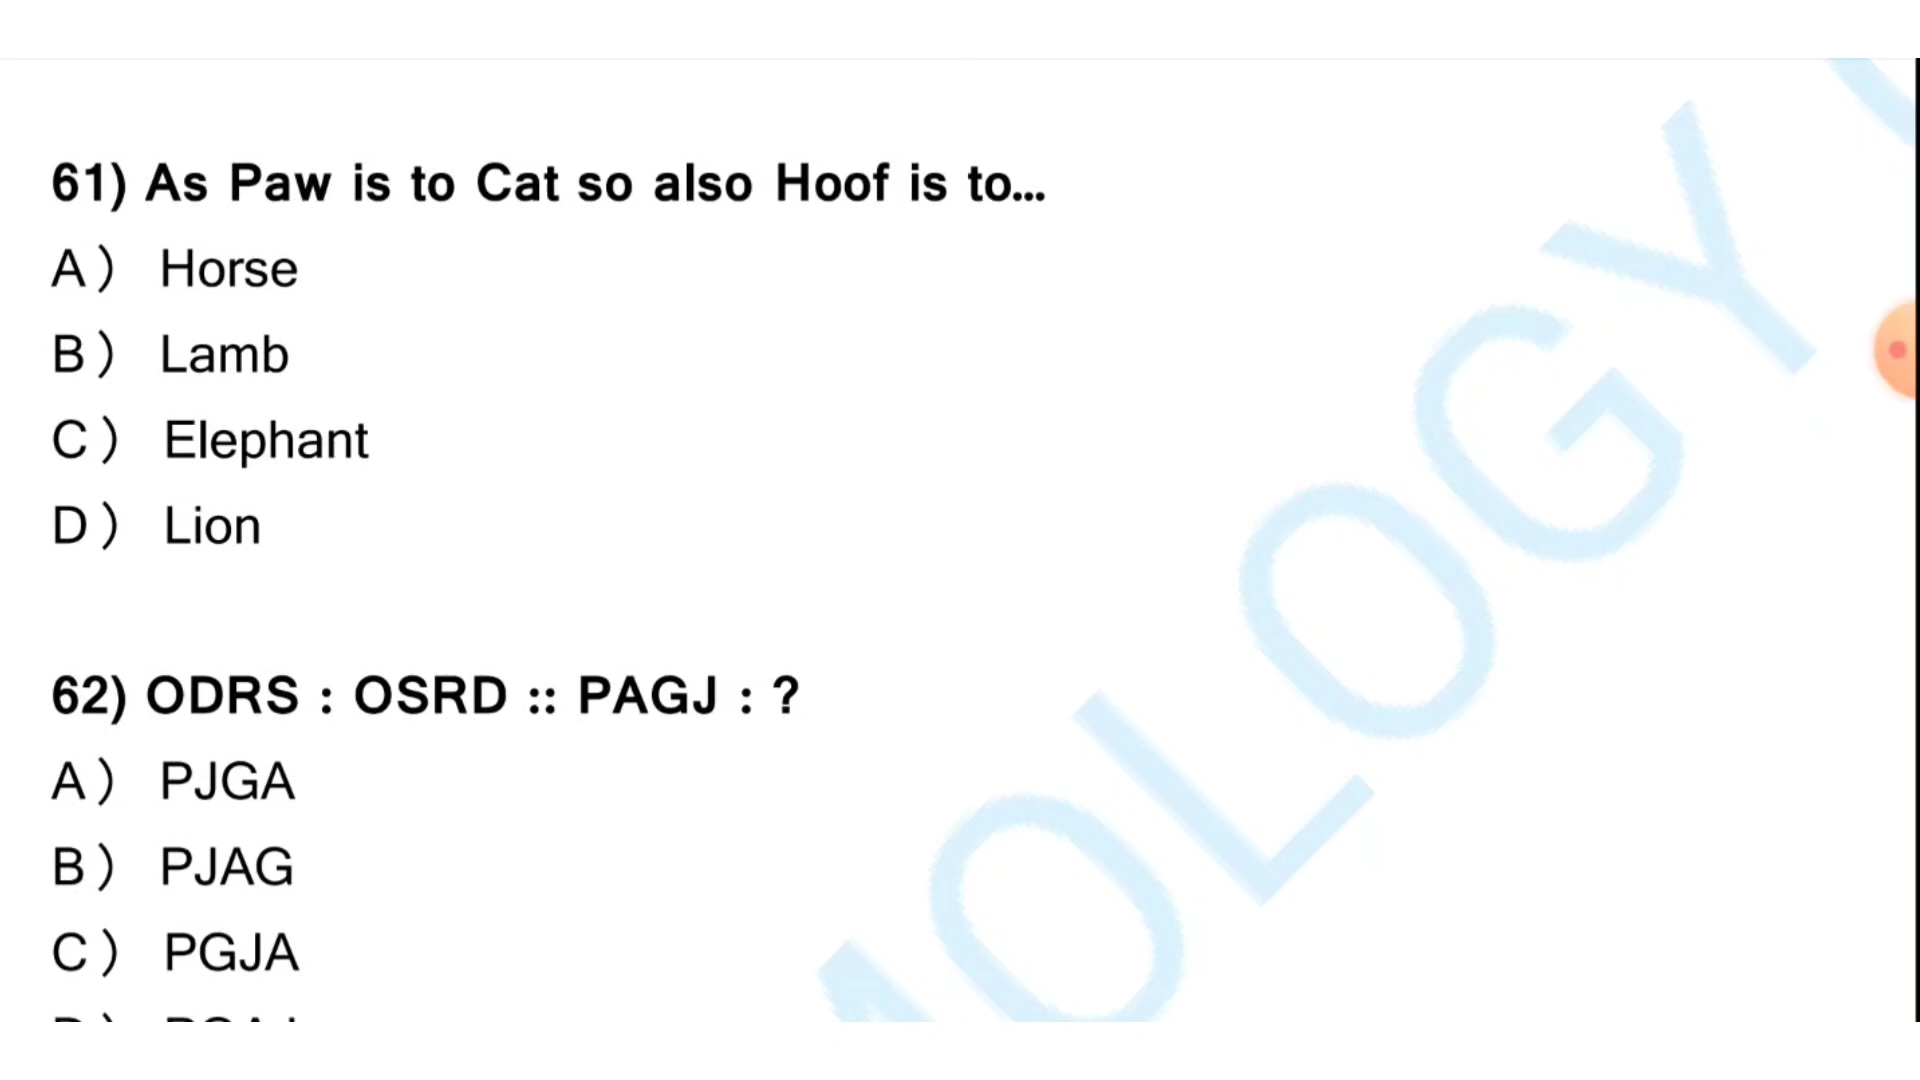 61) As Paw is to Cat so also Hoof is to...
A) Horse
B) Lamb
C) Elephant
D) Lion
62) ODRS : OSRD :: PAGJ : ?
A) PJGA
B) PJAG
C) PGJA
OLOGY